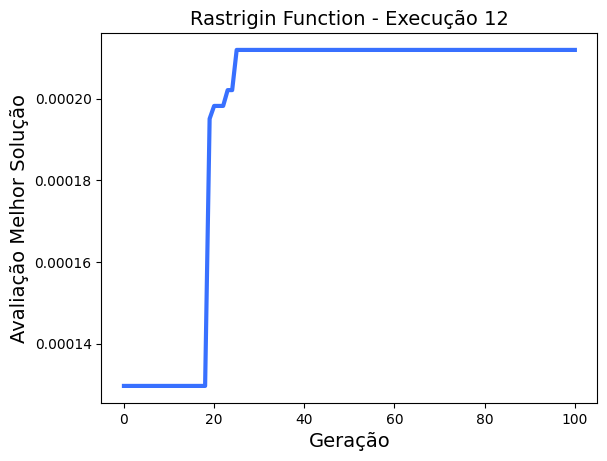 Rastrigin Function - Execução 12
Avaliação Melhor Solução
0.00020
0.00018
0.00016
0.00014
0 20 40 60 80 100
Geração